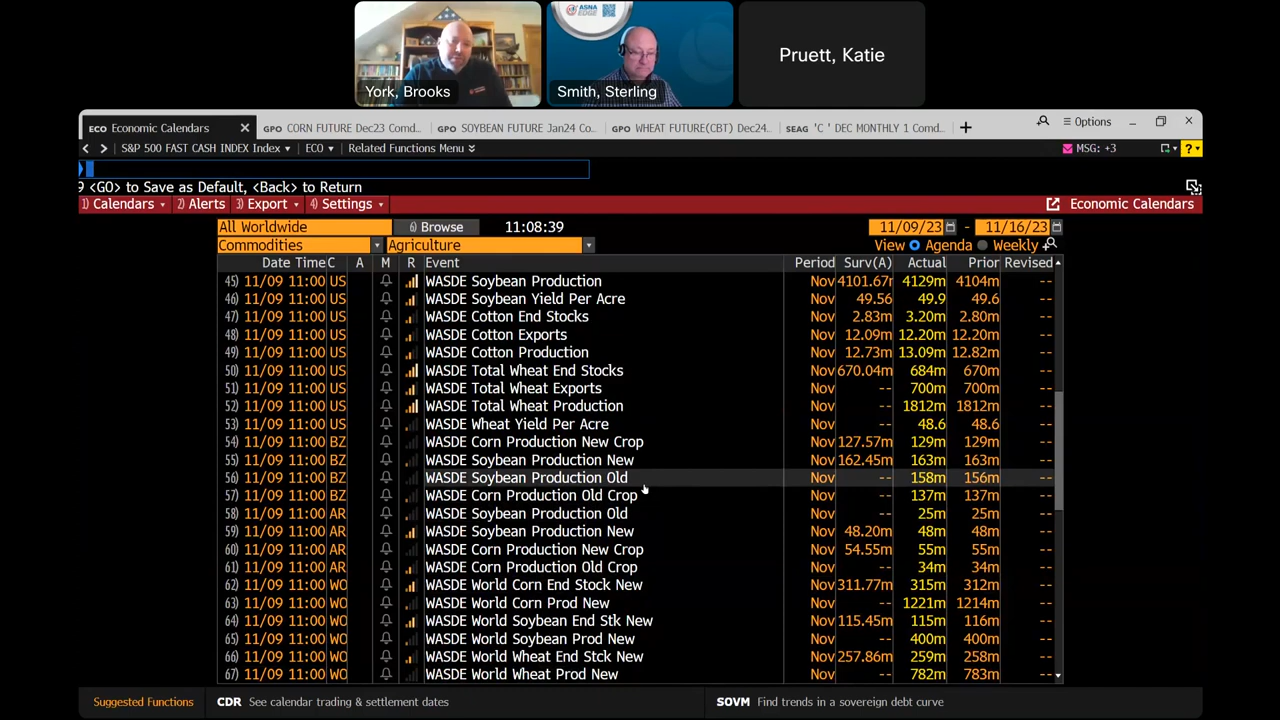 ASNA
EDGE
York, Brooks
Smith, Sterling
Pruett, Katie
ECO Economic Calendars X
GPO CORN FUTURE Dec23 Comd...
GPO SOYBEAN FUTURE Jan24 Co...
GPO WHEAT FUTURE(CBT) Dec24...
SEAG 'C ' DEC MONTHLY 1 Comd...
Options
S&P 500 FAST CASH INDEX Index ECO Related Functions Menu MSG: +3 ?
9 <GO> to Save as Default, <Back> to Return
1) Calendars 2) Alerts 3) Export 4) Settings Economic Calendars
All Worldwide Browse 11:08:39 11/09/23 - 11/16/23
Commodities Agriculture View Agenda Weekly
Date Time C A M R Event Period Surv(A) Actual Prior Revised
45) 11/09 11:00 US WASDE Soybean Production Nov 4101.67m 4129m 4104m --
46) 11/09 11:00 US WASDE Soybean Yield Per Acre Nov 49.56 49.9 49.6 --
47) 11/09 11:00 US WASDE Cotton End Stocks Nov 2.83m 3.20m 2.80m --
48) 11/09 11:00 US WASDE Cotton Exports Nov 12.09m 12.20m 12.20m --
49) 11/09 11:00 US WASDE Cotton Production Nov 12.73m 13.09m 12.82m --
50) 11/09 11:00 US WASDE Total Wheat End Stocks Nov 670.04m 684m 670m --
51) 11/09 11:00 US WASDE Total Wheat Exports Nov -- 700m 700m --
52) 11/09 11:00 US WASDE Total Wheat Production Nov -- 1812m 1812m --
53) 11/09 11:00 US WASDE Wheat Yield Per Acre Nov -- 48.6 48.6 --
54) 11/09 11:00 BZ WASDE Corn Production New Crop Nov 127.57m 129m 129m --
55) 11/09 11:00 BZ WASDE Soybean Production New Nov 162.45m 163m 163m --
56) 11/09 11:00 BZ WASDE Soybean Production Old Nov -- 158m 156m --
57) 11/09 11:00 BZ WASDE Corn Production Old Crop Nov -- 137m 137m --
58) 11/09 11:00 AR WASDE Soybean Production Old Nov -- 25m 25m --
59) 11/09 11:00 AR WASDE Soybean Production New Nov 48.20m 48m 48m --
60) 11/09 11:00 AR WASDE Corn Production New Crop Nov 54.55m 55m 55m --
61) 11/09 11:00 AR WASDE Corn Production Old Crop Nov -- 34m 34m --
62) 11/09 11:00 WO WASDE World Corn End Stock New Nov 311.77m 315m 312m --
63) 11/09 11:00 WO WASDE World Corn Prod New Nov -- 1221m 1214m --
64) 11/09 11:00 WO WASDE World Soybean End Stk New Nov 115.45m 115m 116m --
65) 11/09 11:00 WO WASDE World Soybean Prod New Nov -- 400m 400m --
66) 11/09 11:00 WO WASDE World Wheat End Stck New Nov 257.86m 259m 258m --
67) 11/09 11:00 WO WASDE World Wheat Prod New Nov -- 782m 783m --
Suggested Functions CDR See calendar trading & settlement dates SOVM Find trends in a sovereign debt curve